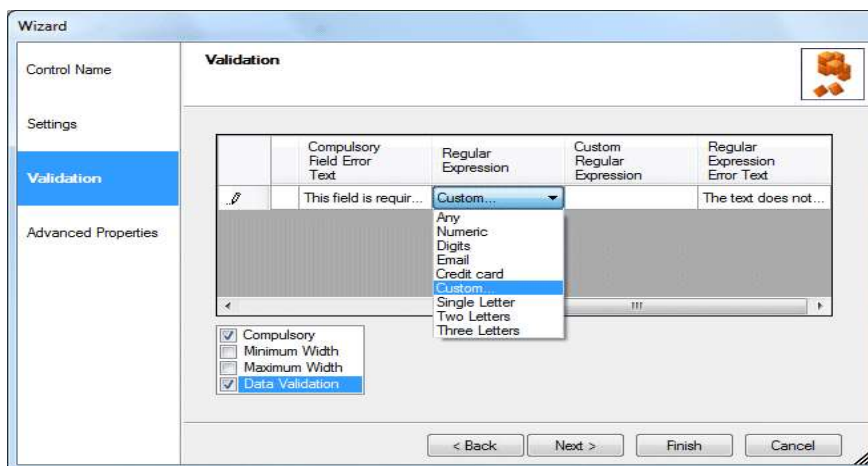 Wizard
Control Name
Settings
Validation
Advanced Properties
Validation
Compulsory
Field Error
Text
Regular
Expression
Custom
Regular
Expression
Regular
Expression
Error Text
This field is requir... Custom... The text does not...
Any
Numeric
Digits
Email
Credit card
Custom...
Single Letter
Two Letters
Three Letters
Compulsory
Minimum Width
Maximum Width
Data Validation
< Back Next > Finish Cancel